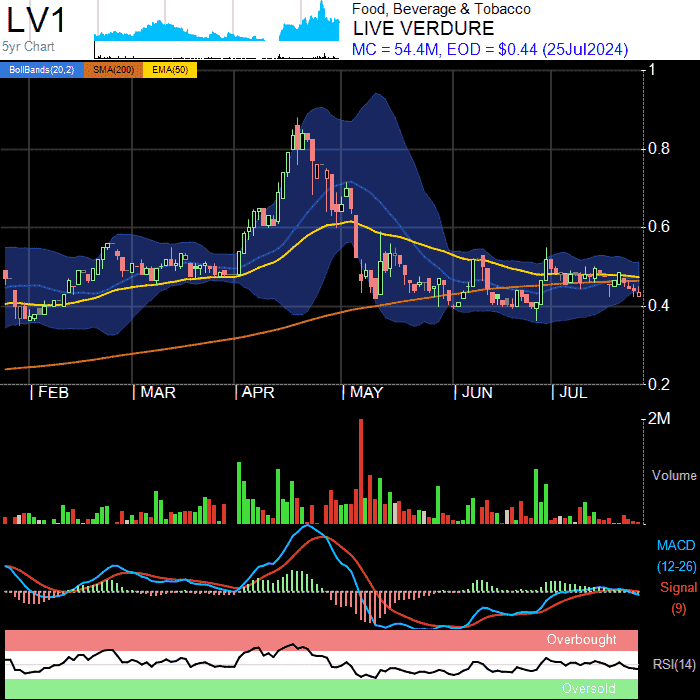 LV1
5yr Chart
Food, Beverage & Tobacco
LIVE VERDURE
MC = 54.4M, EOD = $0.44 (25Jul2024)
BollBands(20,2) SMA(200) EMA(50)
1
0.8
0.6
0.4
0.2
| FEB | MAR | APR | MAY | JUN | JUL
2M
Volume
MACD
(12-26)
Signal
(9)
Overbought
RSI(14)
Oversold